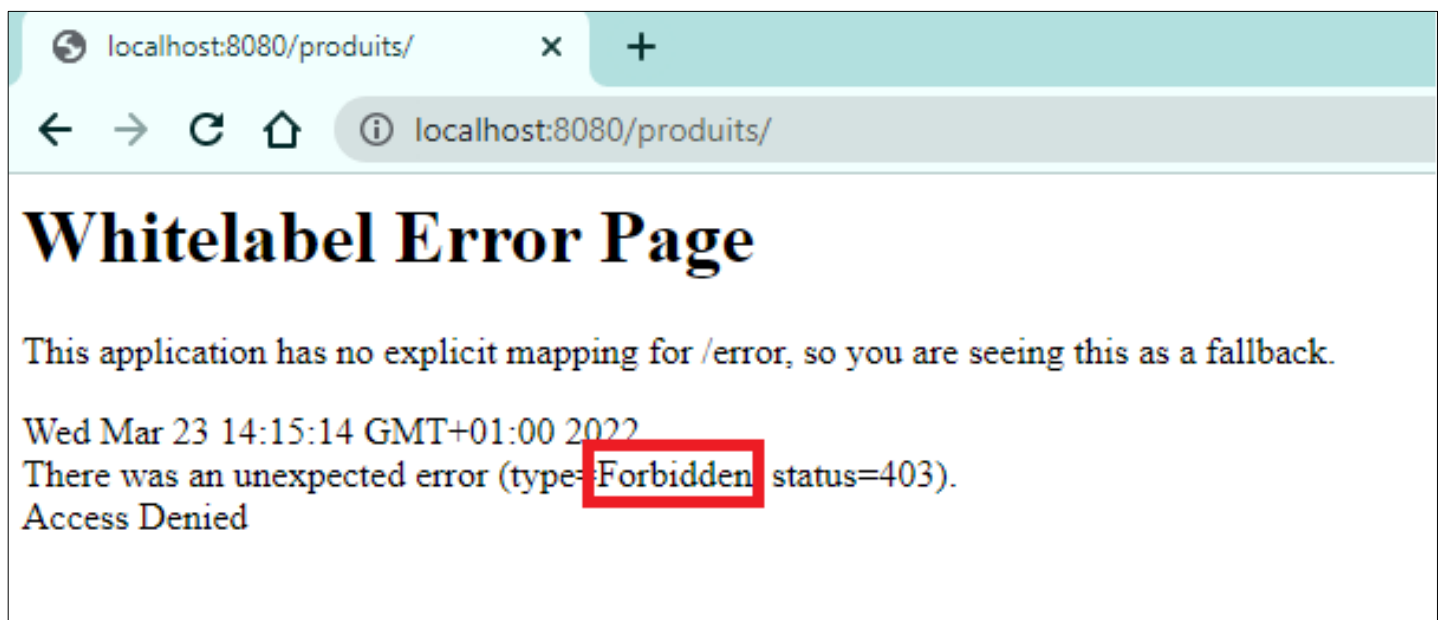 localhost:8080/produits/
localhost:8080/produits/
Whitelabel Error Page
This application has no explicit mapping for /error, so you are seeing this as a fallback.
Wed Mar 23 14:15:14 GMT+01:00 2022
There was an unexpected error (type=Forbidden, status=403).
Access Denied